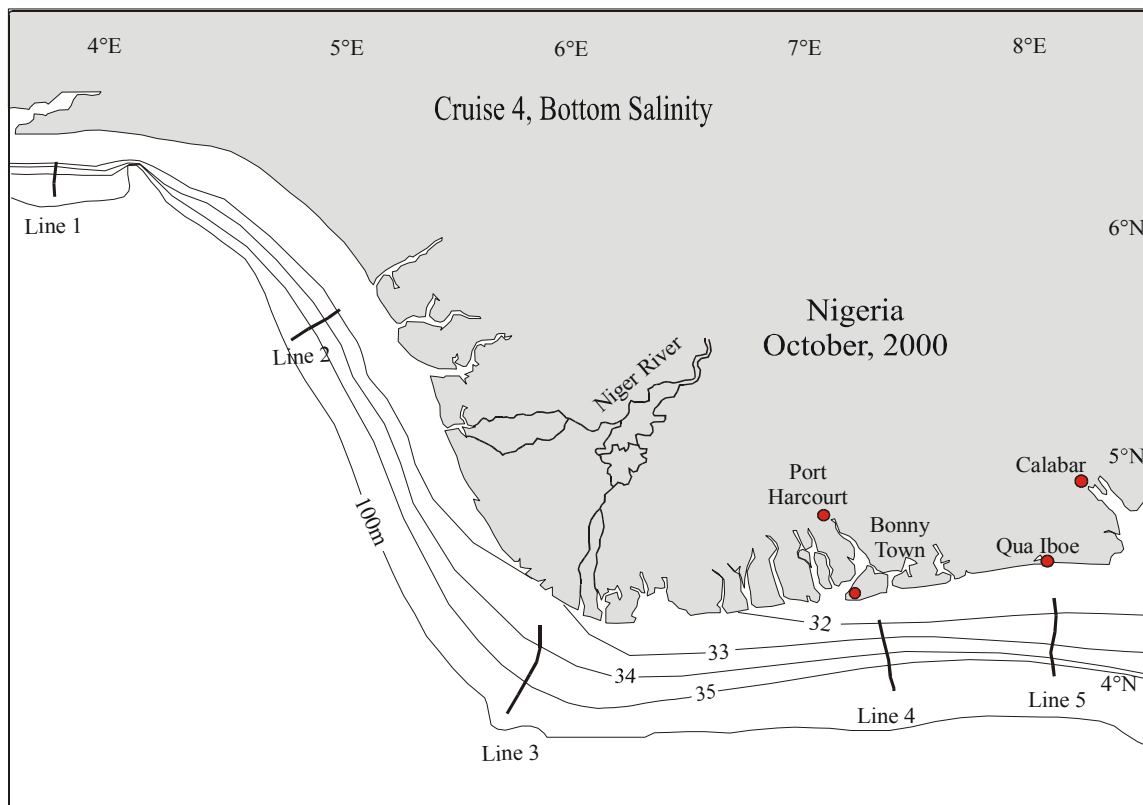 4°E
5°E
6°E
7°E
8°E
Cruise 4, Bottom Salinity
Line 1
6°N
Nigeria
October, 2000
Line 2
Niger River
5°N
Calabar
Port
Harcourt
100m
Bonny
Town
Qua Iboe
32
33
34
35
4°N
Line 5
Line 4
Line 3